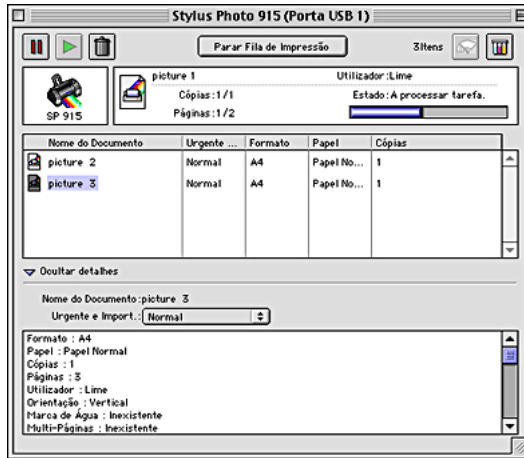 Stylus Photo 915 (Porta USB 1)
Parar Fila de Impressão
3Itens
SP 915
picture 1
Utilizador :Lime
Cópias:1/1
Estado:A processar tarefa.
Páginas:1/2
Nome do Documento Urgente ... Formato Papel Cópias
picture 2 Normal A4 Papel No... 1
picture 3 Normal A4 Papel No... 1
Ocultar detalhes
Nome do Documento :picture 3
Urgente e Import.: Normal
Formato : A4
Papel : Papel Normal
Cópias : 1
Páginas : 3
Utilizador : Lime
Orientação : Vertical
Marca de Água : Inexistente
Multi-Páginas : Inexistente